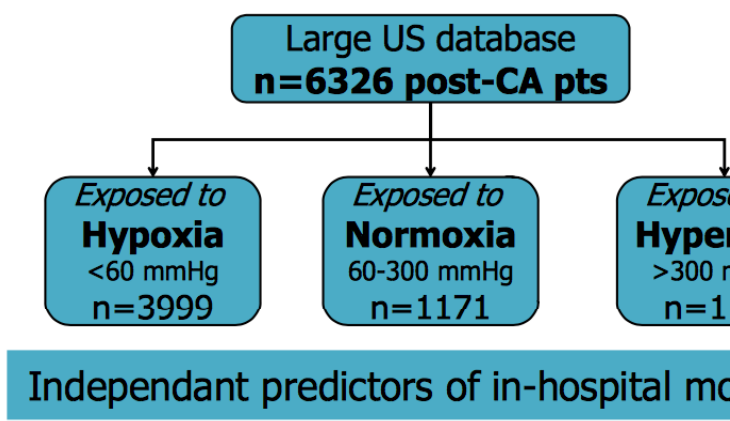 Large US database
n=6326 post-CA pts
Exposed to
Hypoxia
<60 mmHg
n=3999
Exposed to
Normoxia
60-300 mmHg
n=1171
>300
Independant predictors of in-hospital